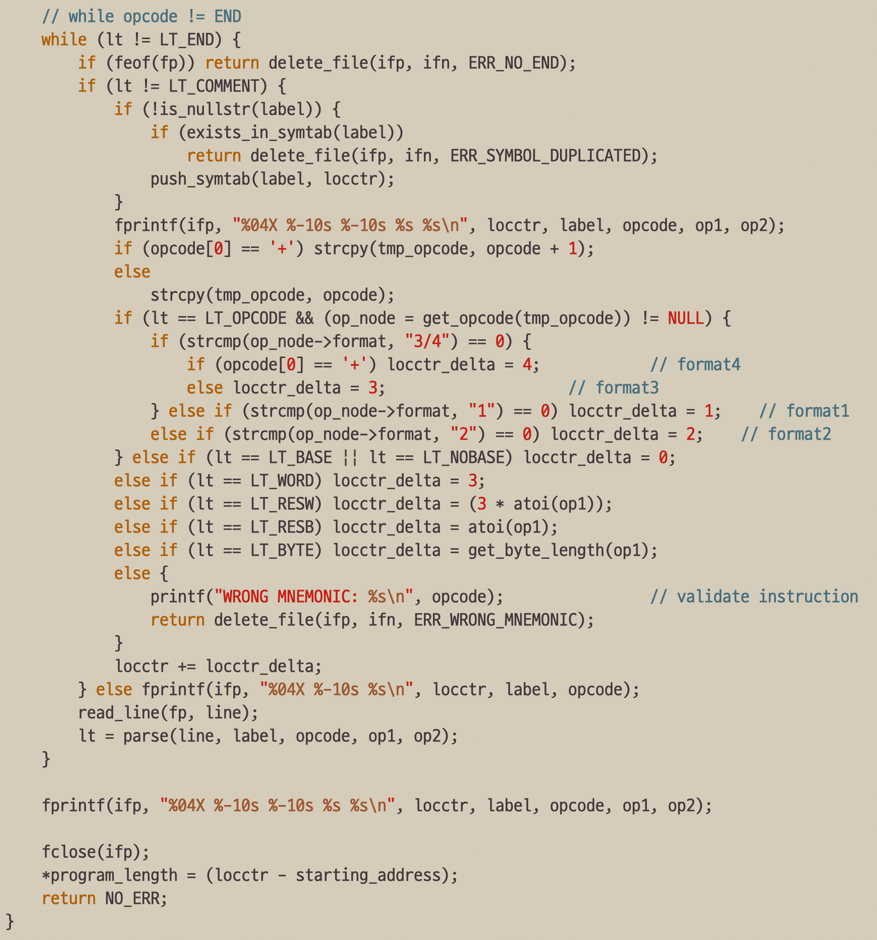 // while opcode != END
while (lt != LT_END) {
if (feof(fp)) return delete_file(ifp, ifn, ERR_NO_END);
if (lt != LT_COMMENT) {
if (!is_nullstr(label)) {
if (exists_in_symtab(label))
return delete_file(ifp, ifn, ERR_SYMBOL_DUPLICATED);
push_symtab(label, locctr);
}
fprintf(ifp, "%04X %-10s %-10s %s %s\n", locctr, label, opcode, op1, op2);
if (opcode[0] == '+') strcpy(tmp_opcode, opcode + 1);
else
strcpy(tmp_opcode, opcode);
if (lt == LT_OPCODE && (op_node = get_opcode(tmp_opcode)) != NULL) {
if (strcmp(op_node->format, "3/4") == 0) {
if (opcode[0] == '+') locctr_delta = 4; // format4
else locctr_delta = 3; // format3
} else if (strcmp(op_node->format, "1") == 0) locctr_delta = 1; // format1
else if (strcmp(op_node->format, "2") == 0) locctr_delta = 2; // format2
} else if (lt == LT_BASE || lt == LT_NOBASE) locctr_delta = 0;
else if (lt == LT_WORD) locctr_delta = 3;
else if (lt == LT_RESW) locctr_delta = (3 * atoi(op1));
else if (lt == LT_RESB) locctr_delta = atoi(op1);
else if (lt == LT_BYTE) locctr_delta = get_byte_length(op1);
else {
printf("WRONG MNEMONIC: %s\n", opcode); // validate instruction
return delete_file(ifp, ifn, ERR_WRONG_MNEMONIC);
}
locctr += locctr_delta;
} else fprintf(ifp, "%04X %-10s %s\n", locctr, label, opcode);
read_line(fp, line);
lt = parse(line, label, opcode, op1, op2);
}
fprintf(ifp, "%04X %-10s %-10s %s %s\n", locctr, label, opcode, op1, op2);
fclose(ifp);
*program_length = (locctr - starting_address);
return NO_ERR;
}